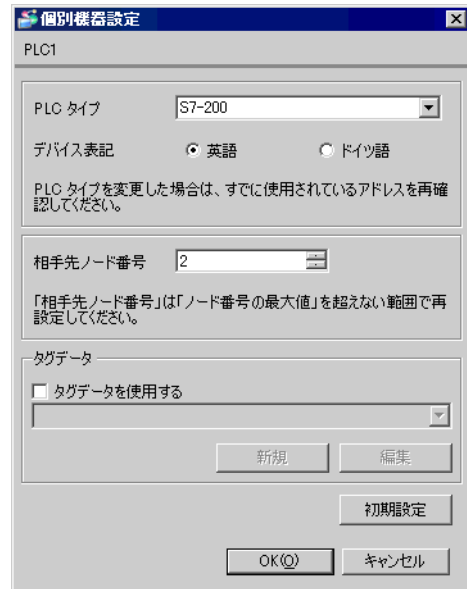 個別機器設定
PLC1
PLC タイプ S7-200
デバイス表記 英語 ドイツ語
PLC タイプを変更した場合は、すでに使用されているアドレスを再確
認してください。
相手先ノード番号 2
「相手先ノード番号」は「ノード番号の最大値」を超えない範囲で再
設定してください。
タグデータ
タグデータを使用する
新規 編集
初期設定
OK(O) キャンセル